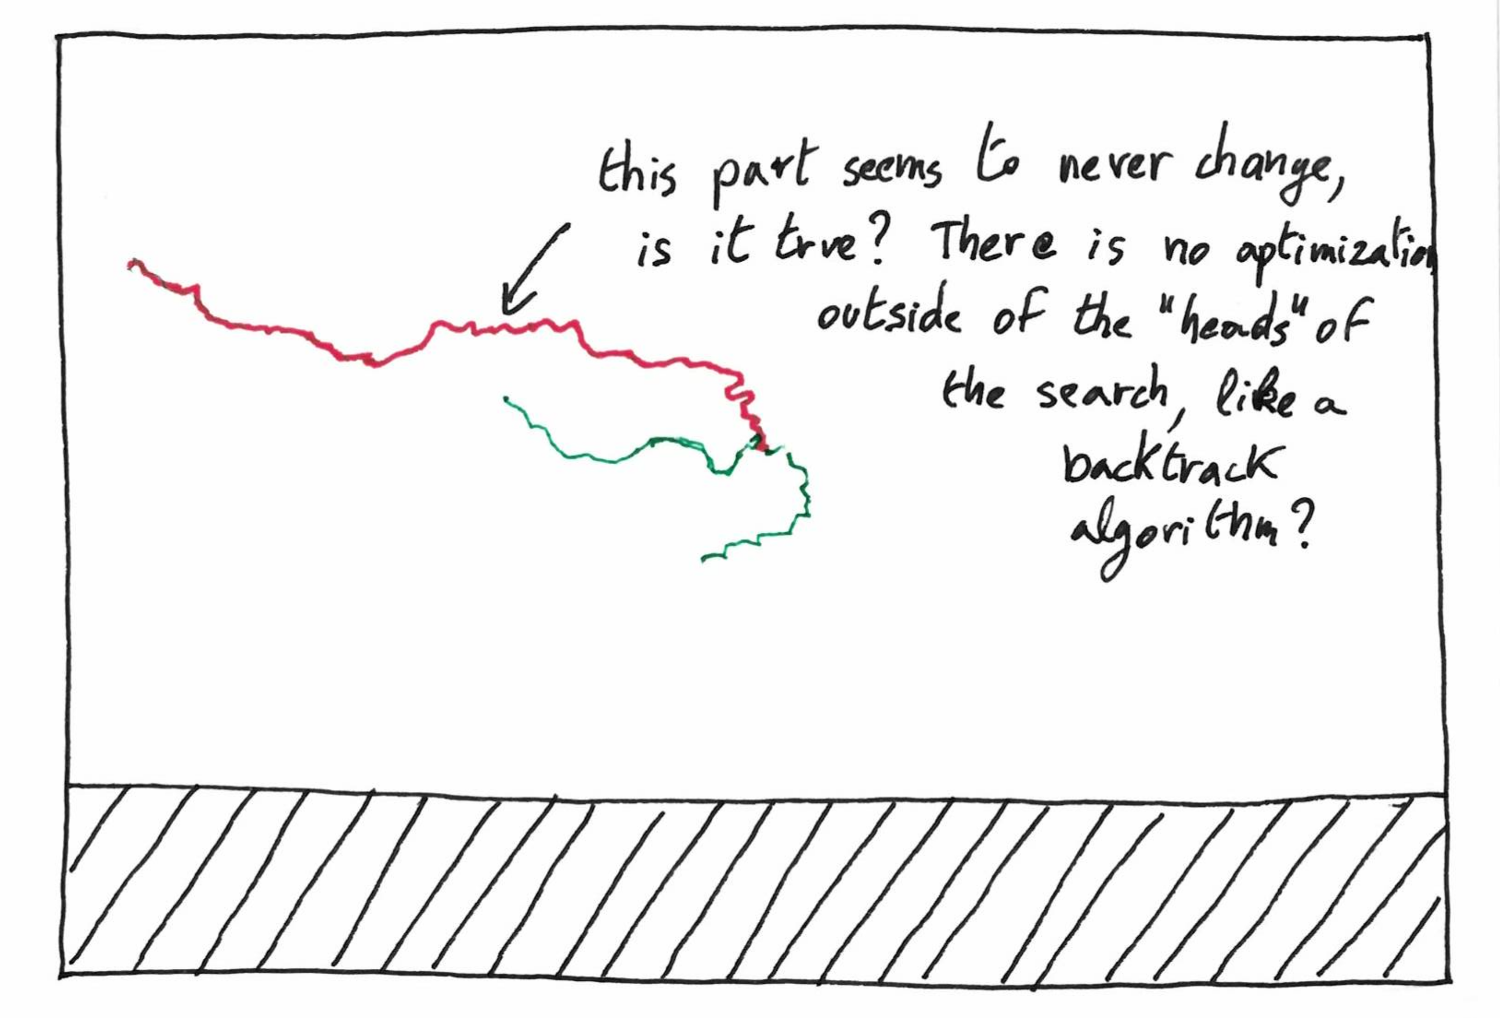 this part seems to never change,
is it true? There is no optimization
outside of the "heads" of
the search, like a
backtrack
algorithm?